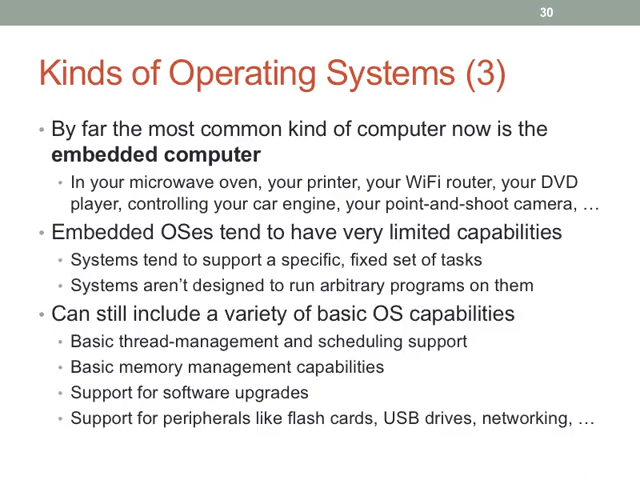 30
Kinds of Operating Systems (3)
• By far the most common kind of computer now is the
embedded computer
• In your microwave oven, your printer, your WiFi router, your DVD
player, controlling your car engine, your point-and-shoot camera, …
• Embedded OSes tend to have very limited capabilities
• Systems tend to support a specific, fixed set of tasks
• Systems aren’t designed to run arbitrary programs on them
• Can still include a variety of basic OS capabilities
• Basic thread-management and scheduling support
• Basic memory management capabilities
• Support for software upgrades
• Support for peripherals like flash cards, USB drives, networking, …